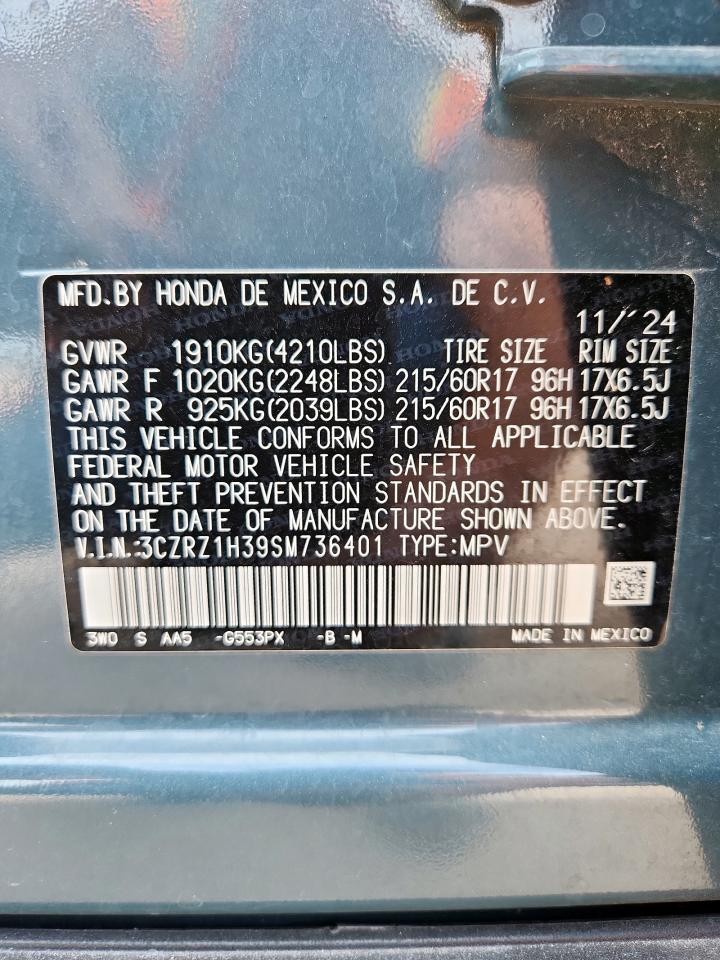 MFD. BY HONDA DE MEXICO S.A. DE C.V.
11/'24
GVWR 1910KG(4210LBS) TIRE SIZE RIM SIZE
GAWR F 1020KG(2248LBS) 215/60R17 96H 17X6.5J
GAWR R 925KG(2039LBS) 215/60R17 96H 17X6.5J
THIS VEHICLE CONFORMS TO ALL APPLICABLE
FEDERAL MOTOR VEHICLE SAFETY
AND THEFT PREVENTION STANDARDS IN EFFECT
ON THE DATE OF MANUFACTURE SHOWN ABOVE.
V.I.N.:3CZRZ1H39SM736401 TYPE:MPV
3W0 S AA5 -G553PX -B -M MADE IN MEXICO